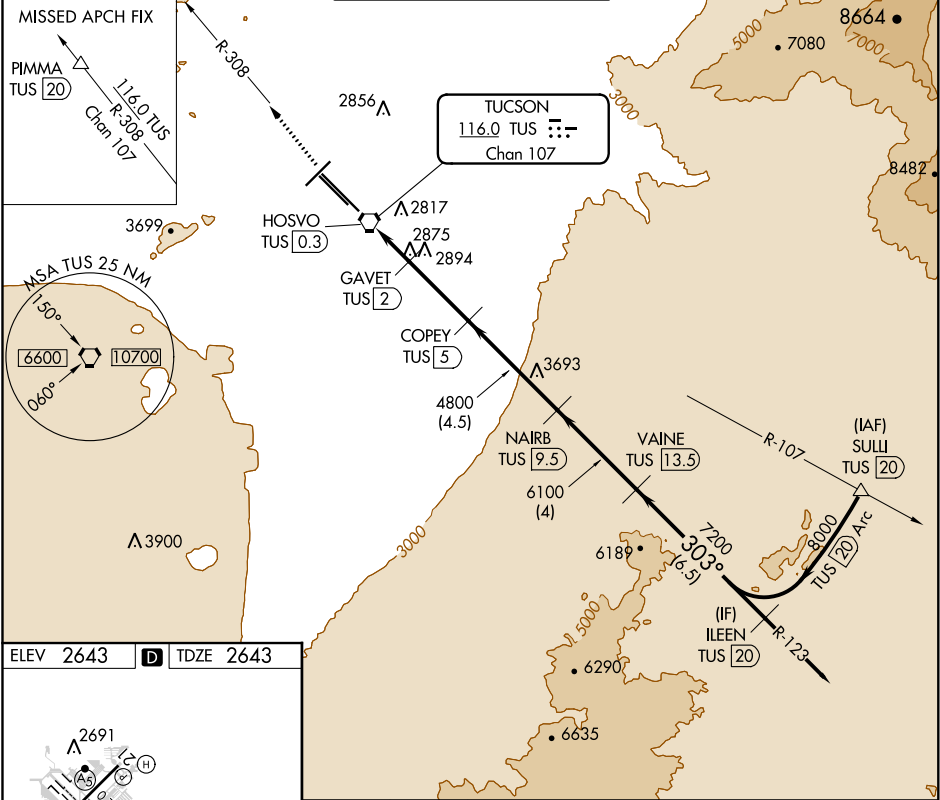 MISSED APCH FIX
PIMMA
TUS 20
116.0 TUS
R-308
Chan 107
R-308
2856
TUCSON
116.0 TUS
Chan 107
8664
7080
5000
7000
3000
8482
3699
HOSVO
TUS 0.3
2817
2875
2894
GAVET
TUS 2
MSA TUS 25 NM
150°
6600
10700
060°
COPEY
TUS 5
3693
4800
(4.5)
NAIRB
TUS 9.5
VAINE
TUS 13.5
6100
(4)
R-107
(IAF)
SULLI
TUS 20
8000
TUS 20 Arc
7200
303°
(6.5)
3900
3000
6189
5000
(IF)
ILEEN
TUS 20
R-123
6290
6635
ELEV 2643
D
TDZE 2643
2691
A5
P
21
H